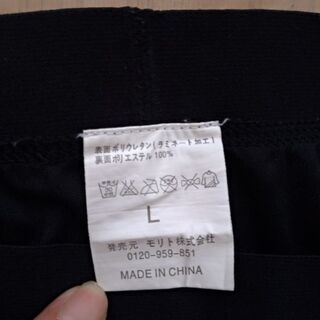 表面ポリウレタン(ラミネート加工)
裏面ポリエステル100%
L
発売元 モリト株式会社
0120-959-851
MADE IN CHINA